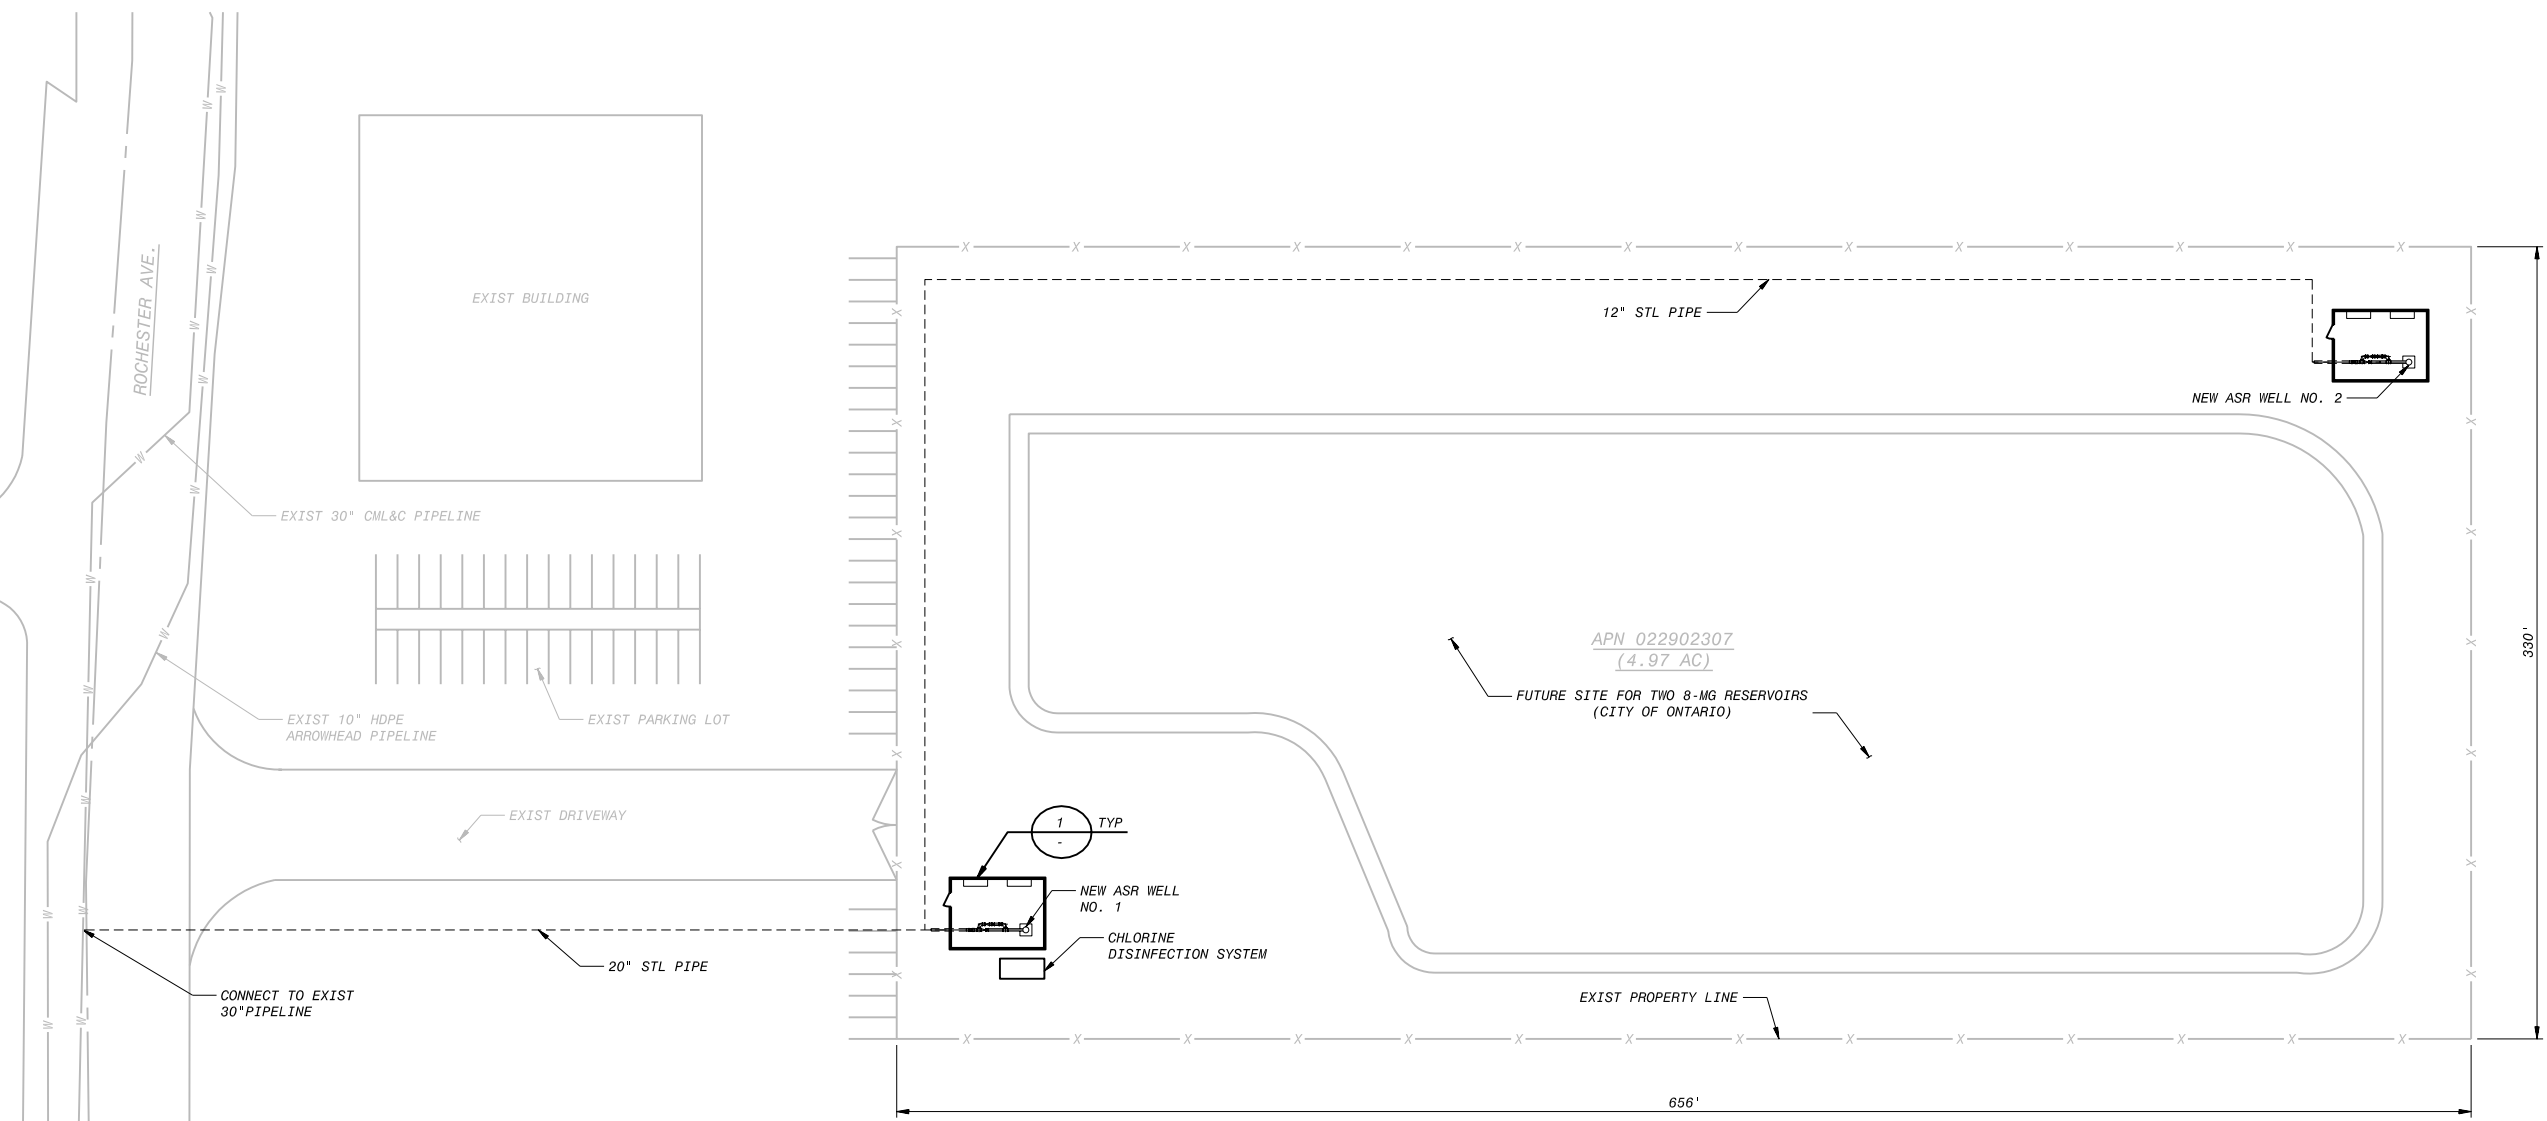 ROCHESTER AVE.
EXIST BUILDING
12" STL PIPE
NEW ASR WELL NO. 2
EXIST 30" CML&C PIPELINE
APN 022902307
(4.97 AC)
330'
FUTURE SITE FOR TWO 8-MG RESERVOIRS
(CITY OF ONTARIO)
EXIST 10" HDPE
ARROWHEAD PIPELINE
EXIST PARKING LOT
EXIST DRIVEWAY
1
-
TYP
NEW ASR WELL
NO. 1
CHLORINE
DISINFECTION SYSTEM
20" STL PIPE
CONNECT TO EXIST
30"PIPELINE
EXIST PROPERTY LINE
656'